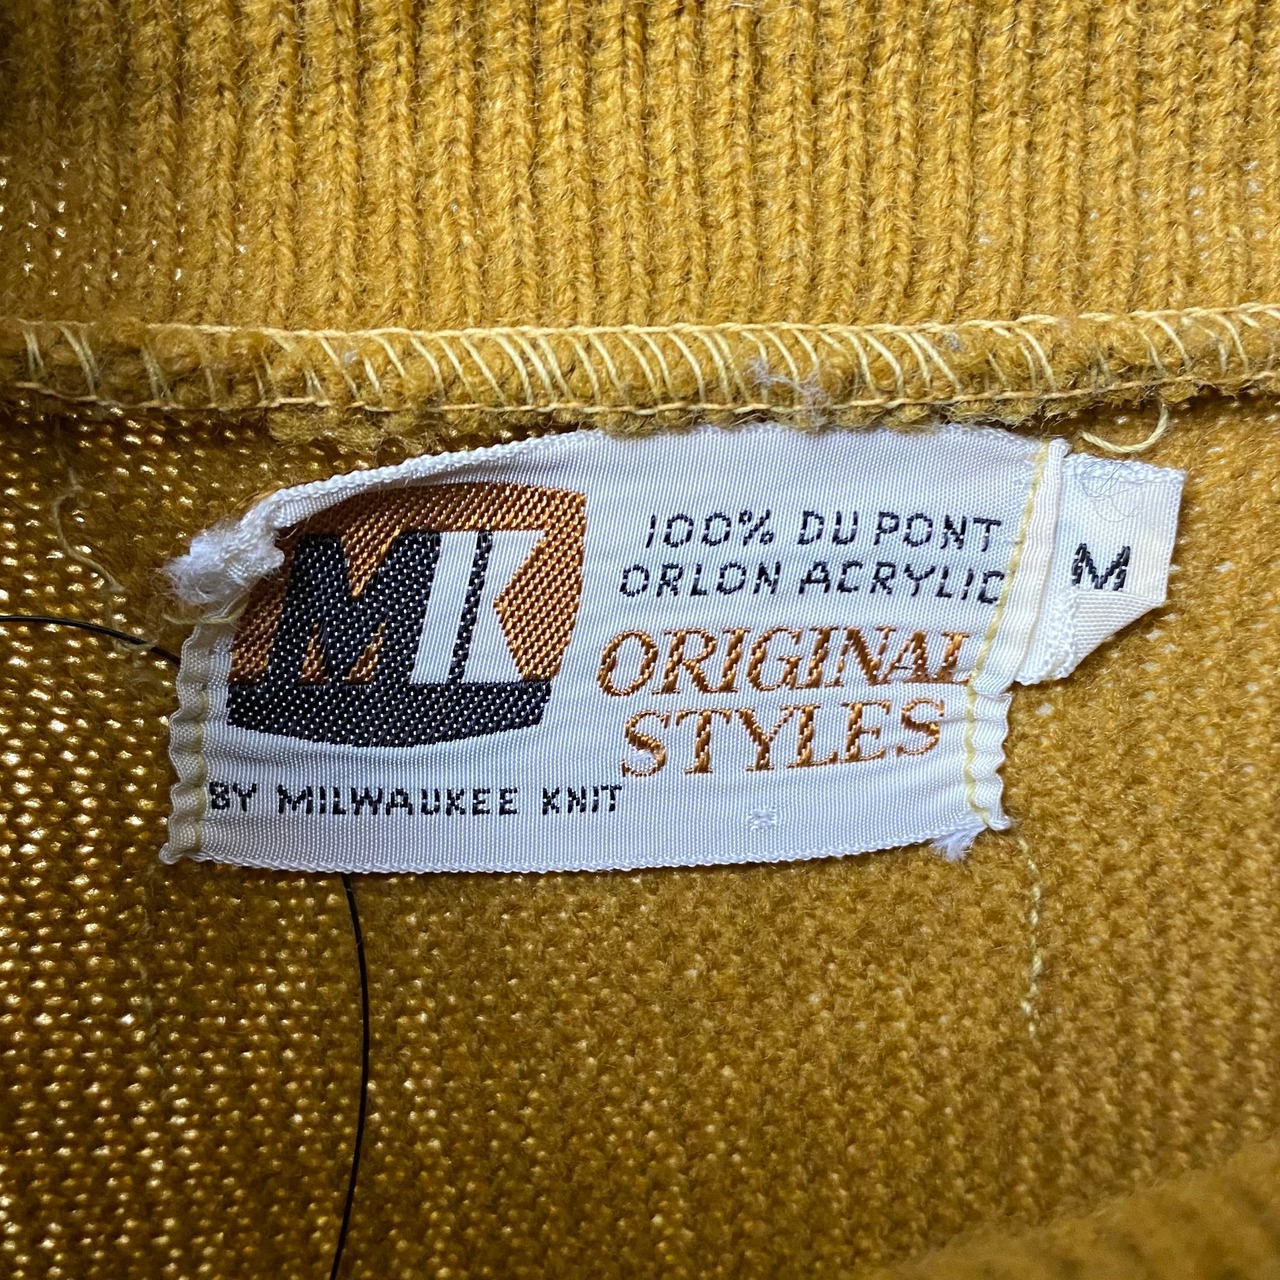 MK
100% DU PONT
ORLON ACRYLIC
ORIGINAL
STYLES
BY MILWAUKEE KNIT
M